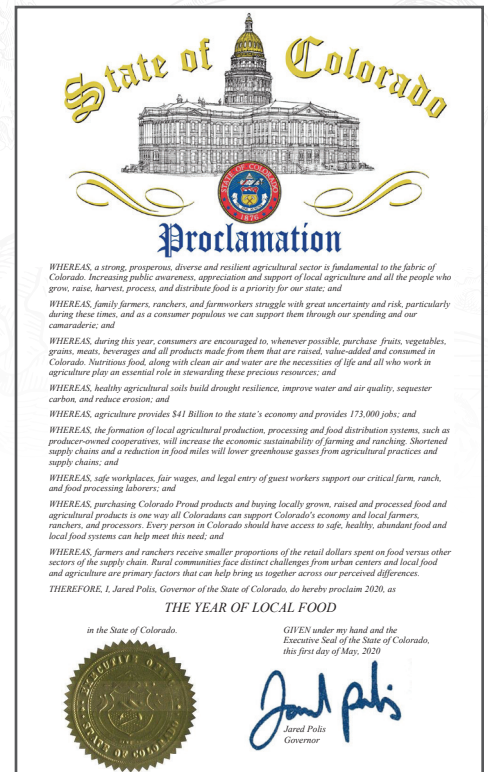 State of Colorado
STATE OF COLORADO
1876
Proclamation
WHEREAS, a strong, prosperous, diverse and resilient agricultural sector is fundamental to the fabric of
Colorado. Increasing public awareness, appreciation and support of local agriculture and all the people who
grow, raise, harvest, process, and distribute food is a priority for our state; and
WHEREAS, family farmers, ranchers, and farmworkers struggle with great uncertainty and risk, particularly
during these times, and as a consumer populous we can support them through our spending and our
camaraderie; and
WHEREAS, during this year, consumers are encouraged to, whenever possible, purchase fruits, vegetables,
grains, meats, beverages and all products made from them that are raised, value-added and consumed in
Colorado. Nutritious food, along with clean air and water are the necessities of life and all who work in
agriculture play an essential role in stewarding these precious resources; and
WHEREAS, healthy agricultural soils build drought resilience, improve water and air quality, sequester
carbon, and reduce erosion; and
WHEREAS, agriculture provides $41 Billion to the state's economy and provides 173,000 jobs; and
WHEREAS, the formation of local agricultural production, processing and food distribution systems, such as
producer-owned cooperatives, will increase the economic sustainability of farming and ranching. Shortened
supply chains and a reduction in food miles will lower greenhouse gasses from agricultural practices and
supply chains; and
WHEREAS, safe workplaces, fair wages, and legal entry of guest workers support our critical farm, ranch,
and food processing laborers; and
WHEREAS, purchasing Colorado Proud products and buying locally grown, raised and processed food and
agricultural products is one way all Coloradans can support Colorado's economy and local farmers,
ranchers, and processors. Every person in Colorado should have access to safe, healthy, abundant food and
local food systems can help meet this need; and
WHEREAS, farmers and ranchers receive smaller proportions of the retail dollars spent on food versus other
sectors of the supply chain. Rural communities face distinct challenges from urban centers and local food
and agriculture are primary factors that can help bring us together across our perceived differences.
THEREFORE, I, Jared Polis, Governor of the State of Colorado, do hereby proclaim 2020, as
THE YEAR OF LOCAL FOOD
in the State of Colorado.
GIVEN under my hand and the
Executive Seal of the State of Colorado,
this first day of May, 2020
EXECUTIVE
STATE OF COLORADO
Jared Polis
Jared Polis
Governor